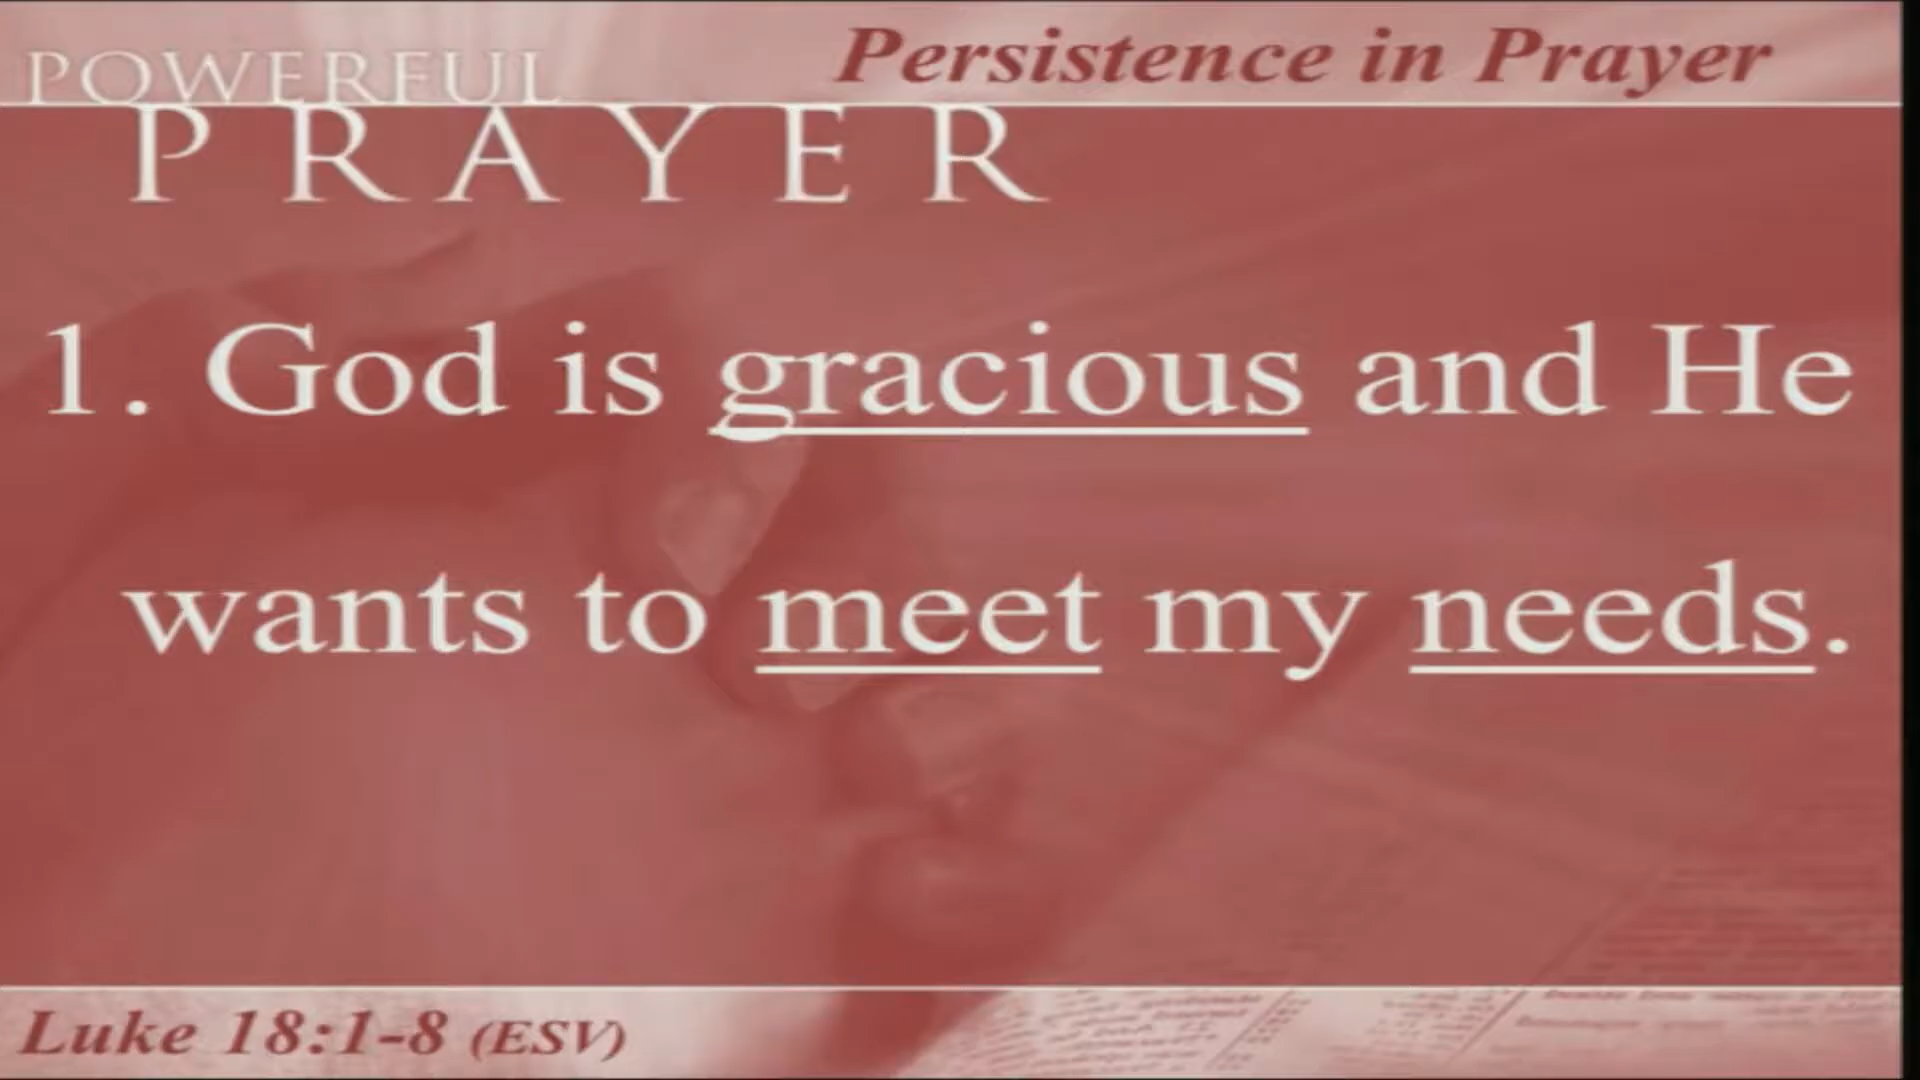 POWERFUL
PRAYER
Persistence in Prayer
1. God is gracious and He
wants to meet my needs.
Luke 18:1-8 (ESV)